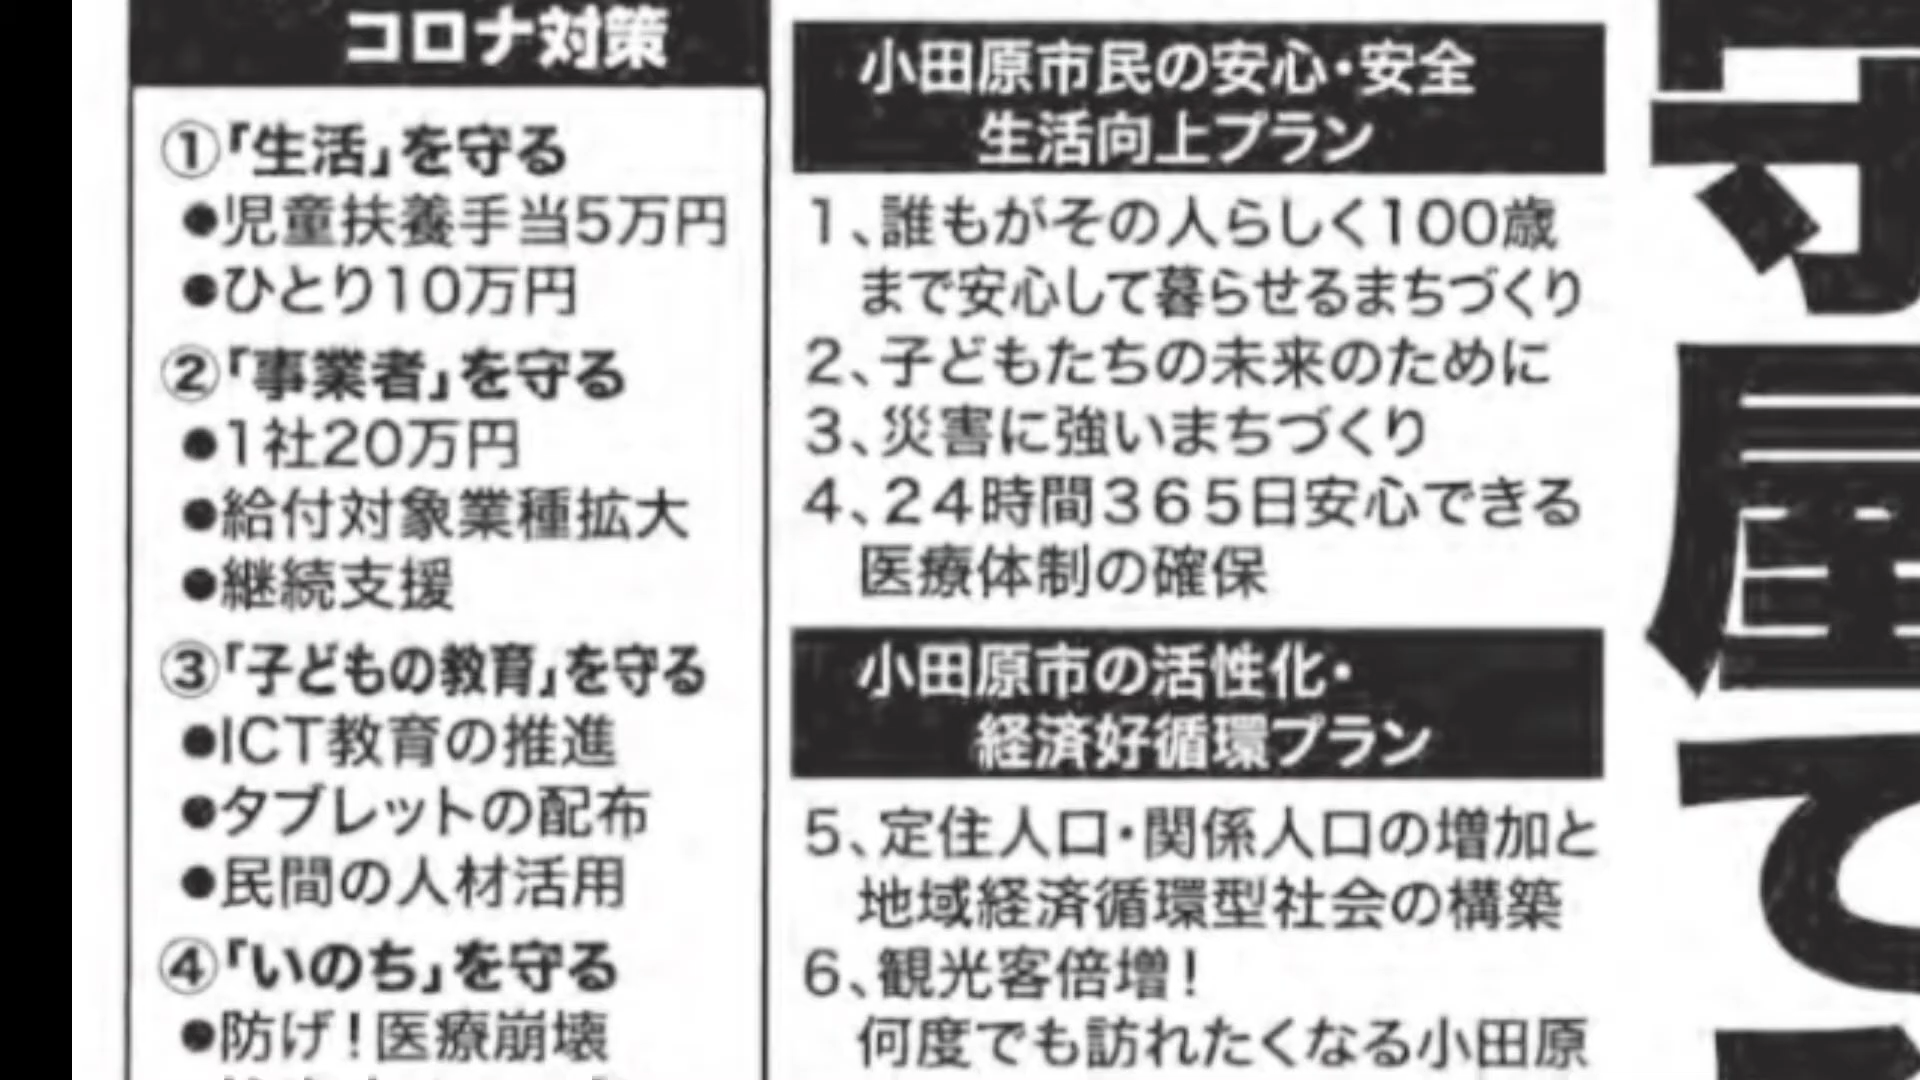 コロナ対策
①「生活」を守る
●児童扶養手当5万円
●ひとり10万円
②「事業者」を守る
●1社20万円
●給付対象業種拡大
●継続支援
③「子どもの教育」を守る
●ICT教育の推進
●タブレットの配布
●民間の人材活用
④「いのち」を守る
●防げ!医療崩壊
小田原市民の安心・安全
生活向上プラン
1、誰もがその人らしく100歳
まで安心して暮らせるまちづくり
2、子どもたちの未来のために
3、災害に強いまちづくり
4、24時間365日安心できる
医療体制の確保
小田原市の活性化・
経済好循環プラン
5、定住人口・関係人口の増加と
地域経済循環型社会の構築
6、観光客倍増!
何度でも訪れたくなる小田原